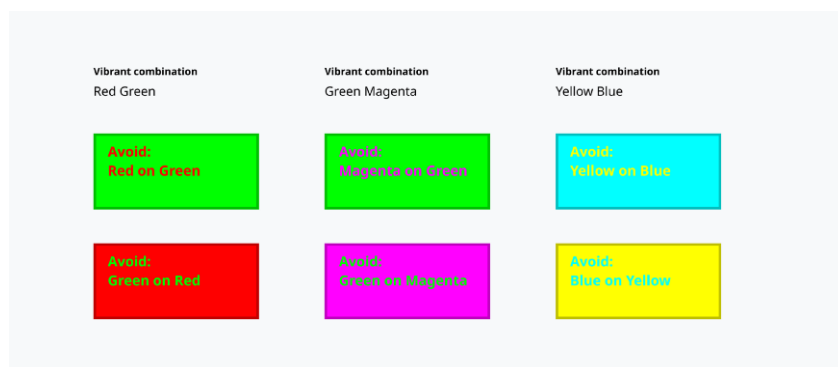 Vibrant combination
Red Green
Vibrant combination
Green Magenta
Vibrant combination
Yellow Blue
Avoid:
Red on Green
Avoid:
Magenta on Green
Avoid:
Yellow on Blue
Avoid:
Green on Red
Avoid:
Green on Magenta
Avoid:
Blue on Yellow